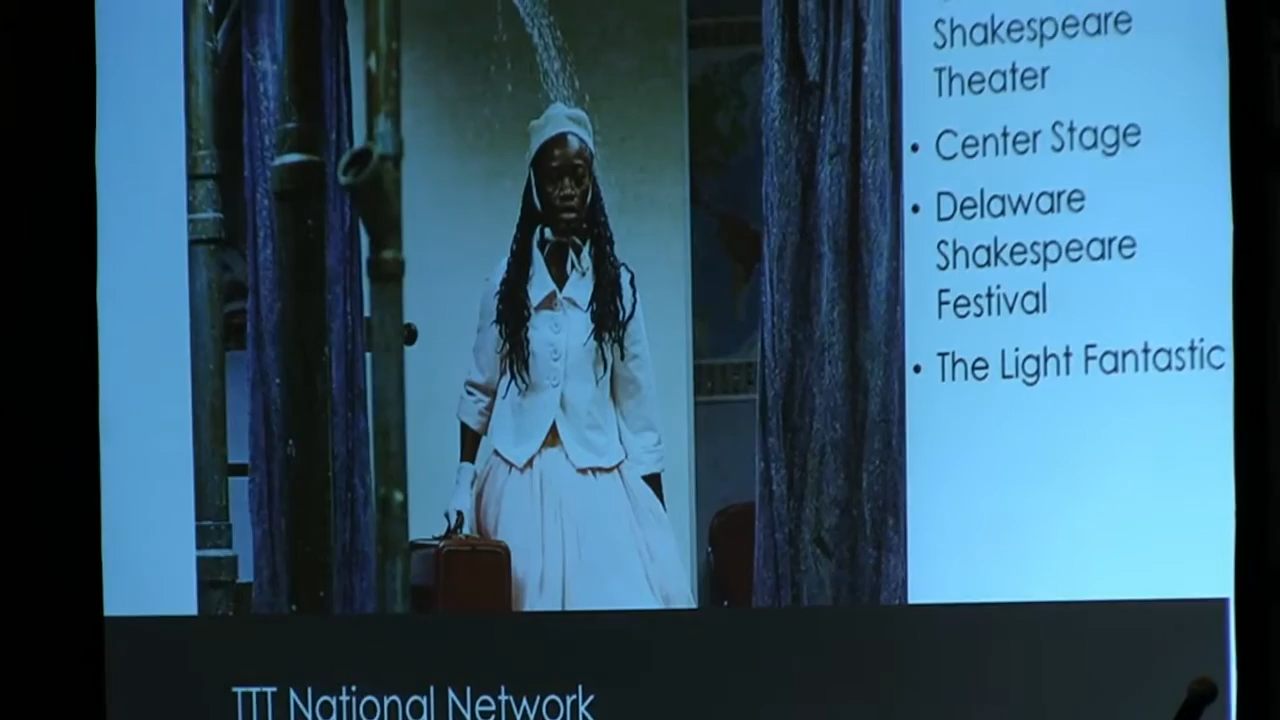 Shakespeare
Theater
• Center Stage
• Delaware
Shakespeare
Festival
• The Light Fantastic
TTT National Network